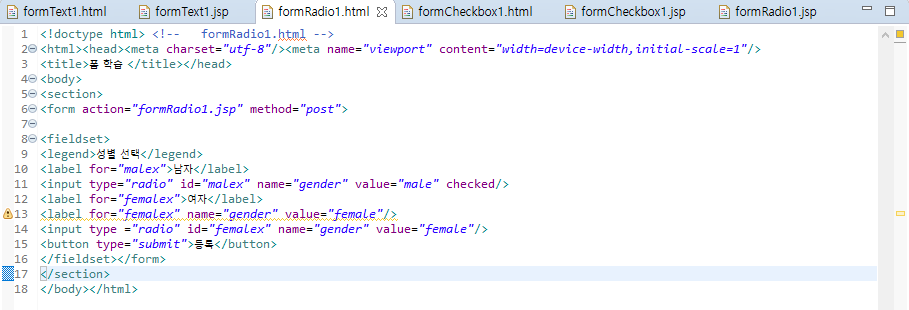 formText1.html formText1.jsp formRadio1.html formCheckbox1.html formCheckbox1.jsp formRadio1.jsp
1 <!doctype html> <!--   formRadio1.html -->
2 <html><head><meta charset="utf-8"/><meta name="viewport" content="width=device-width,initial-scale=1"/>
3 <title>폼 학습 </title></head>
4 <body>
5 <section>
6 <form action="formRadio1.jsp" method="post">
7
8 <fieldset>
9 <legend>성별 선택</legend>
10 <label for="malex">남자</label>
11 <input type="radio" id="malex" name="gender" value="male" checked/>
12 <label for="femalex">여자</label>
13 <label for="femalex" name="gender" value="female"/>
14 <input type ="radio" id="femalex" name="gender" value="female"/>
15 <button type="submit">등록</button>
16 </fieldset></form>
17 </section>
18 </body></html>